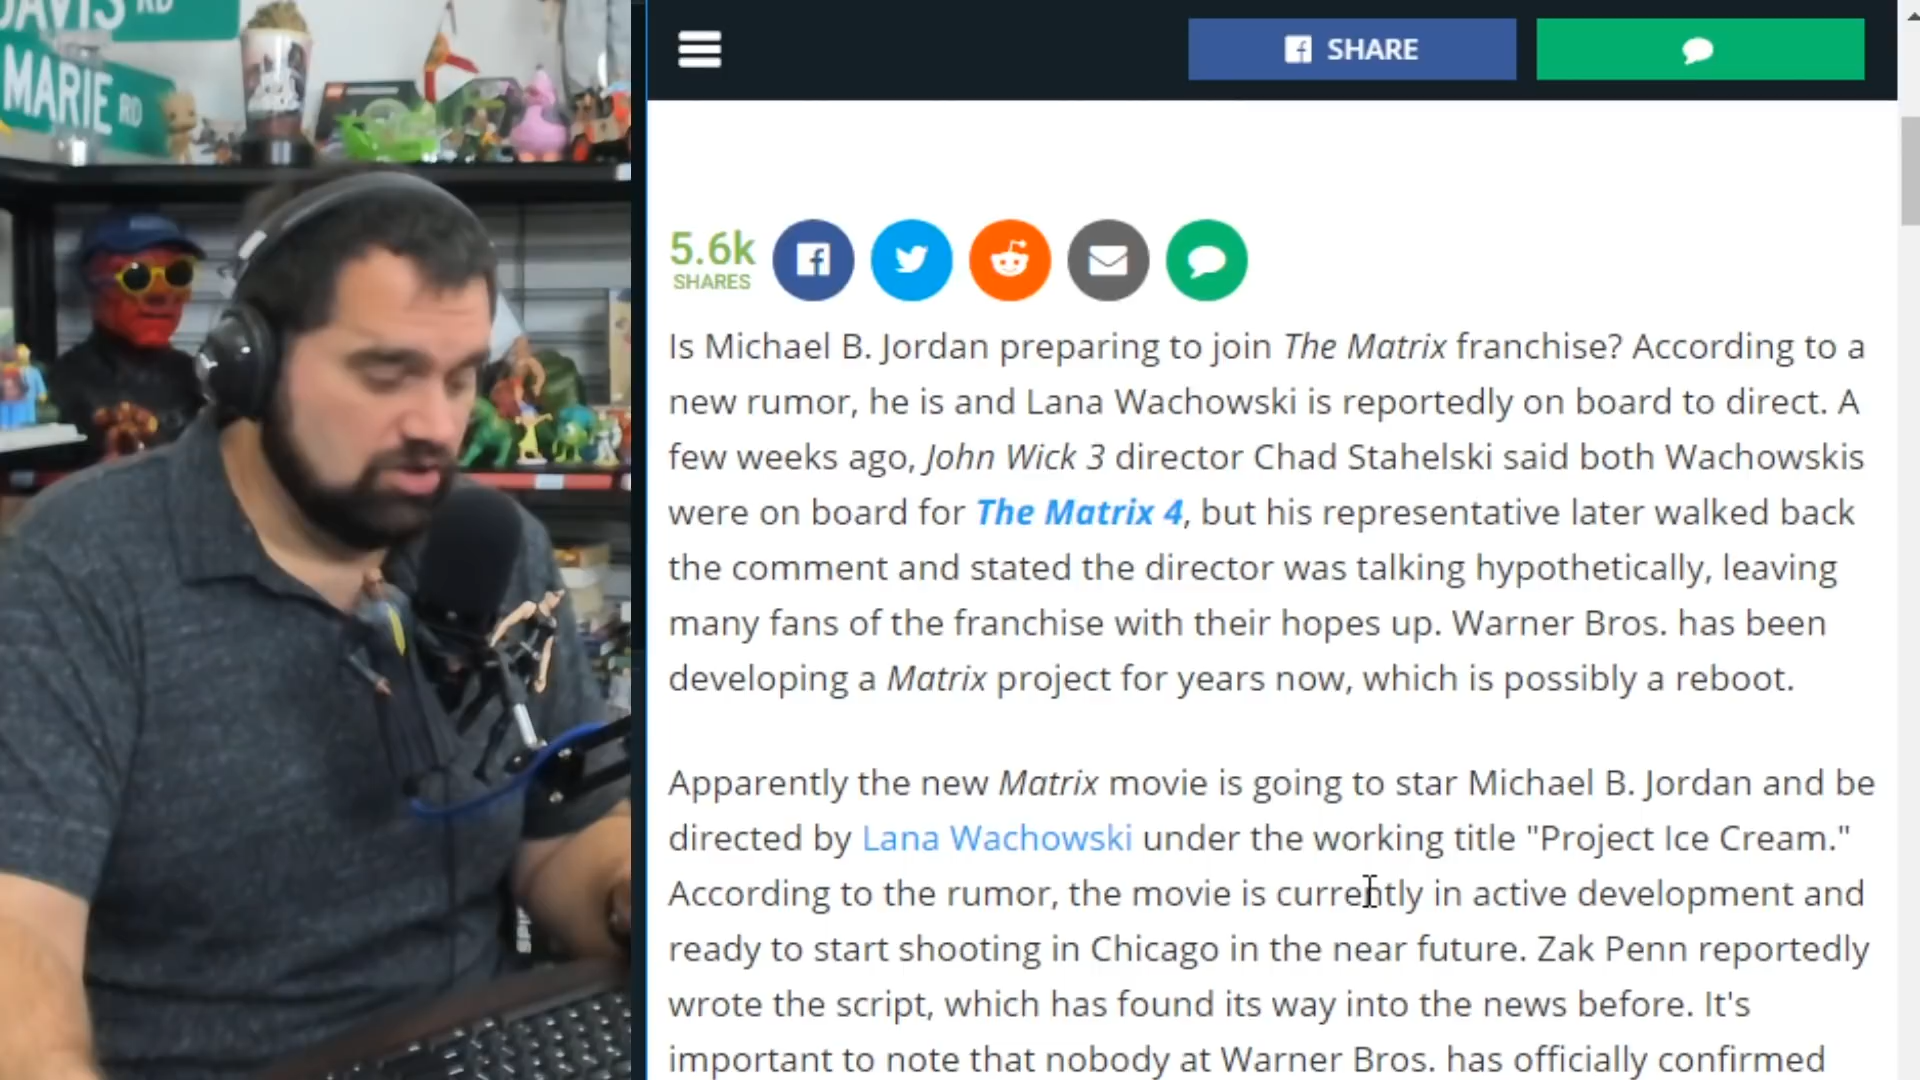 DAVIS RD
MARIE RD
SHARE
5.6k
SHARES
Is Michael B. Jordan preparing to join The Matrix franchise? According to a
new rumor, he is and Lana Wachowski is reportedly on board to direct. A
few weeks ago, John Wick 3 director Chad Stahelski said both Wachowskis
were on board for The Matrix 4, but his representative later walked back
the comment and stated the director was talking hypothetically, leaving
many fans of the franchise with their hopes up. Warner Bros. has been
developing a Matrix project for years now, which is possibly a reboot.
Apparently the new Matrix movie is going to star Michael B. Jordan and be
directed by Lana Wachowski under the working title "Project Ice Cream."
According to the rumor, the movie is currently in active development and
ready to start shooting in Chicago in the near future. Zak Penn reportedly
wrote the script, which has found its way into the news before. It's
important to note that nobody at Warner Bros. has officially confirmed